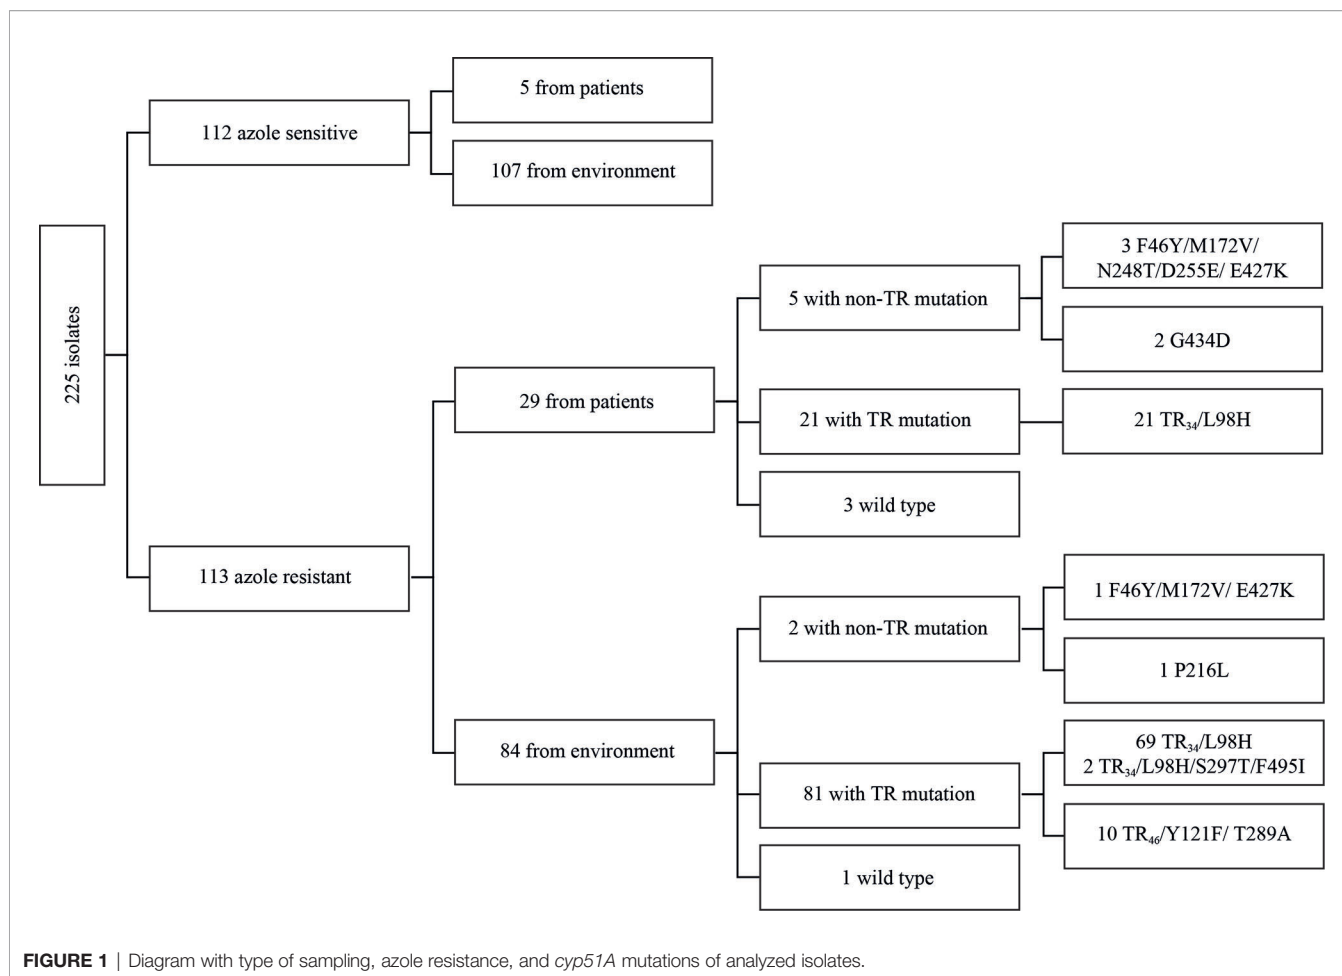 225 isolates
112 azole sensitive
5 from patients
107 from environment
113 azole resistant
29 from patients
5 with non-TR mutation
3 F46Y/M172V/
N248T/D255E/ E427K
2 G434D
21 with TR mutation
21 TR₃₄/L98H
3 wild type
84 from environment
2 with non-TR mutation
1 F46Y/M172V/ E427K
1 P216L
81 with TR mutation
69 TR₃₄/L98H
2 TR₃₄/L98H/S297T/F495I
10 TR₄₆/Y121F/ T289A
1 wild type
FIGURE 1 | Diagram with type of sampling, azole resistance, and cyp51A mutations of analyzed isolates.